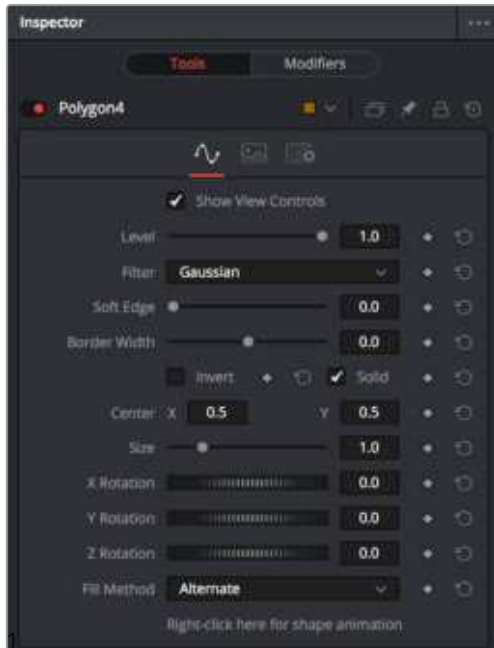 Inspector
Tools Modifiers
Polygon4
Show View Controls
Level 1.0
Filter Gaussian
Soft Edge 0.0
Border Width 0.0
Invert Solid
Center X 0.5 Y 0.5
Size 1.0
X Rotation 0.0
Y Rotation 0.0
Z Rotation 0.0
Fill Method Alternate
Right-click here for shape animation